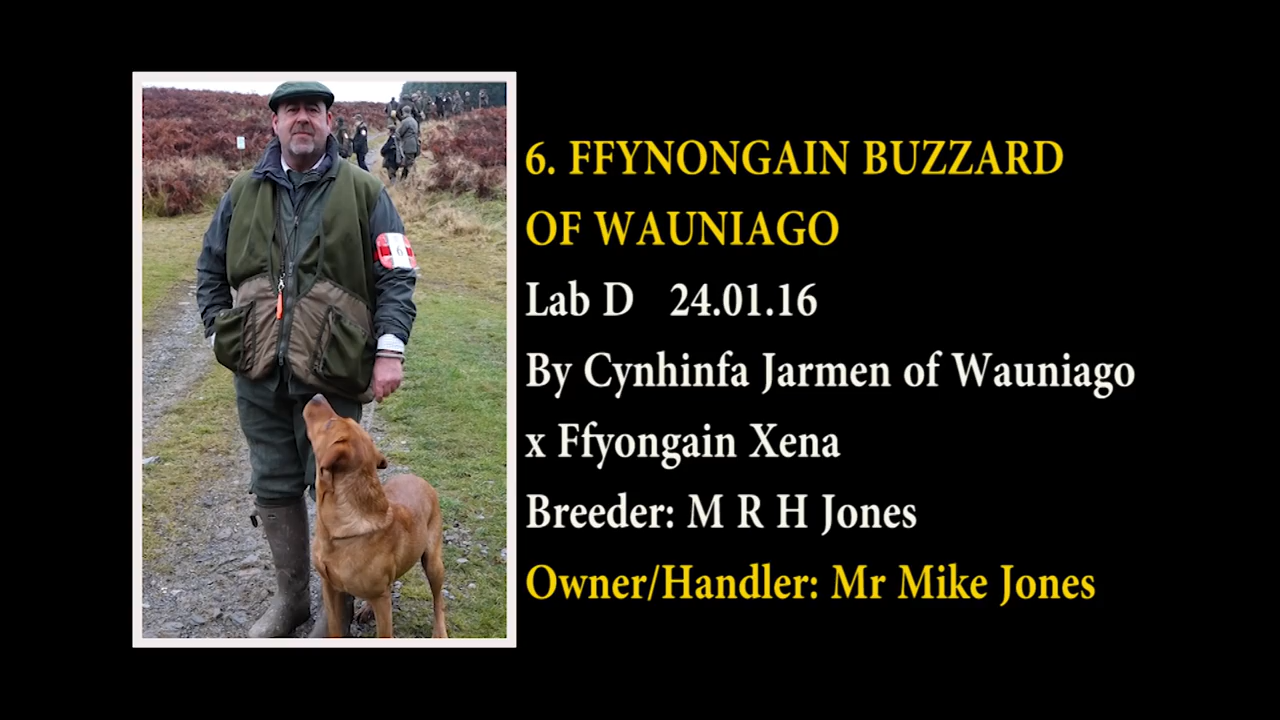 6. FFYNONGAIN BUZZARD
OF WAUNIAGO
Lab D 24.01.16
By Cynhinfa Jarmen of Wauniago
x Ffyongain Xena
Breeder: M R H Jones
Owner/Handler: Mr Mike Jones
6